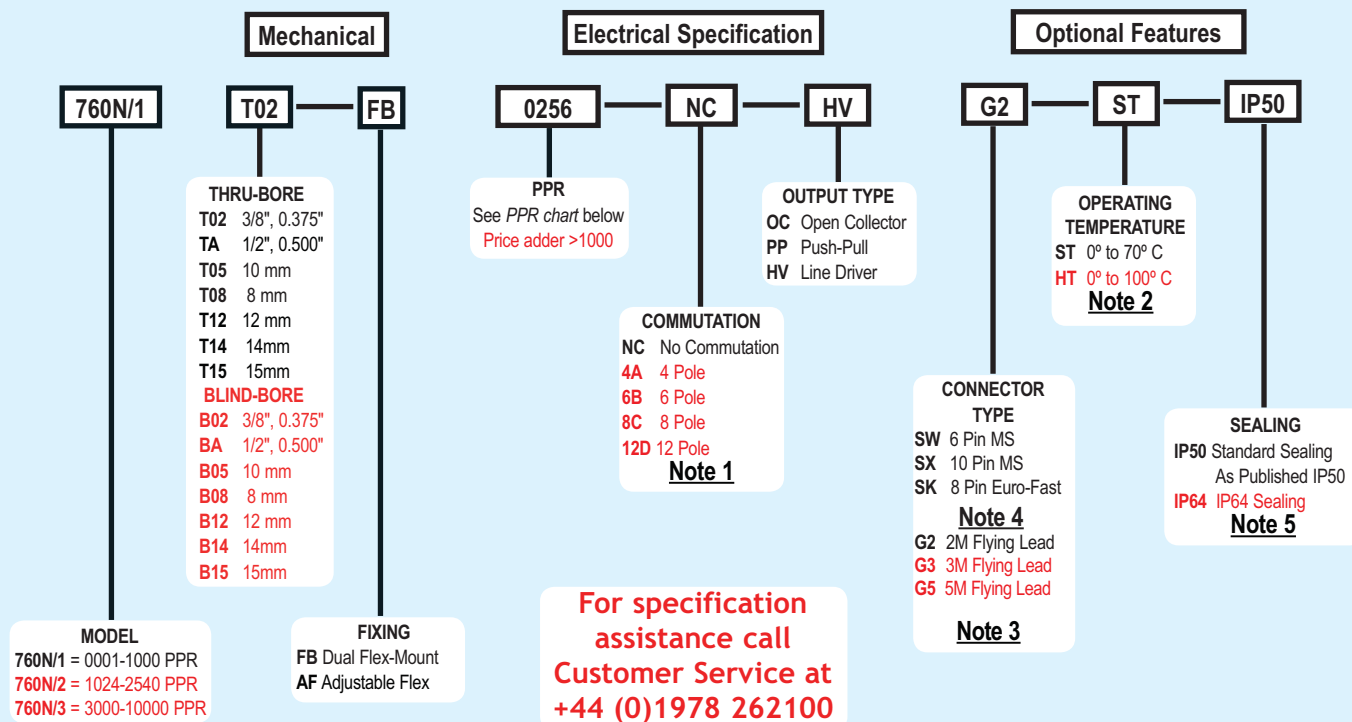 Mechanical
Electrical Specification
Optional Features
760N/1
T02
FB
0256
NC
HV
G2
ST
IP50
THRU-BORE
T02 3/8", 0.375"
TA 1/2", 0.500"
T05 10 mm
T08 8 mm
T12 12 mm
T14 14mm
T15 15mm
BLIND-BORE
B02 3/8", 0.375"
BA 1/2", 0.500"
B05 10 mm
B08 8 mm
B12 12 mm
B14 14mm
B15 15mm
MODEL
760N/1 = 0001-1000 PPR
760N/2 = 1024-2540 PPR
760N/3 = 3000-10000 PPR
FIXING
FB Dual Flex-Mount
AF Adjustable Flex
PPR
See PPR chart below
Price adder >1000
COMMUTATION
NC No Commutation
4A 4 Pole
6B 6 Pole
8C 8 Pole
12D 12 Pole
Note 1
OUTPUT TYPE
OC Open Collector
PP Push-Pull
HV Line Driver
For specification
assistance call
Customer Service at
+44 (0)1978 262100
CONNECTOR
TYPE
SW 6 Pin MS
SX 10 Pin MS
SK 8 Pin Euro-Fast
Note 4
G2 2M Flying Lead
G3 3M Flying Lead
G5 5M Flying Lead
Note 3
OPERATING
TEMPERATURE
ST 0º to 70º C
HT 0º to 100º C
Note 2
SEALING
IP50 Standard Sealing
As Published IP50
IP64 IP64 Sealing
Note 5